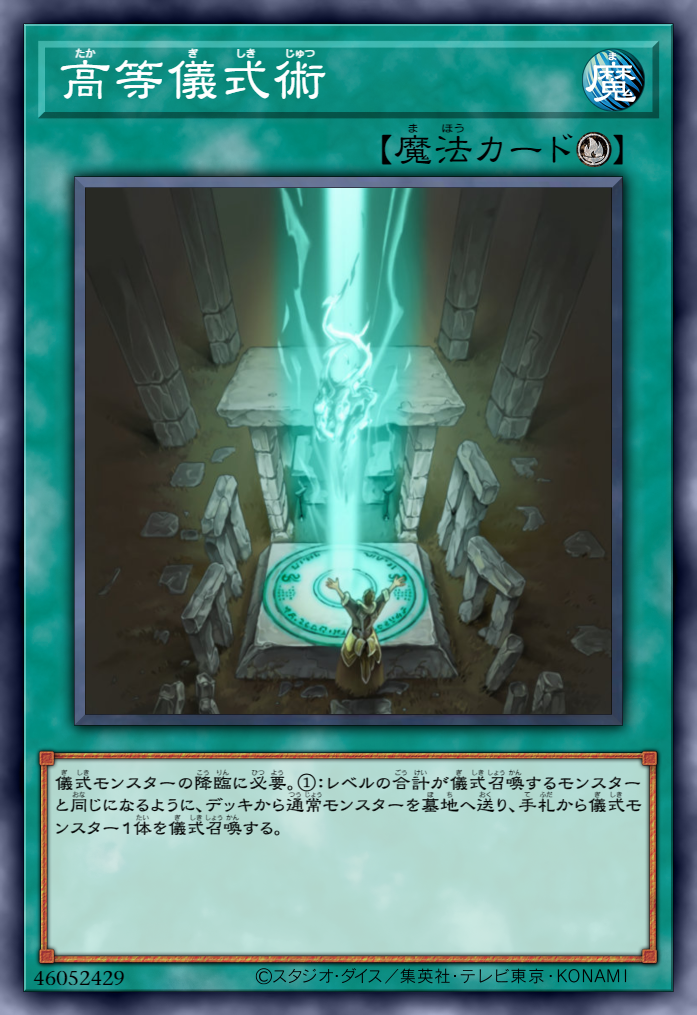 高等儀式術
魔
【魔法カード】
儀式モンスターの降臨に必要。①:レベルの合計が儀式召喚するモンスター
と同じになるように、デッキから通常モンスターを墓地へ送り、手札から儀式モ
ンスター1体を儀式召喚する。
46052429
©スタジオ・ダイス/集英社・テレビ東京・KONAMI